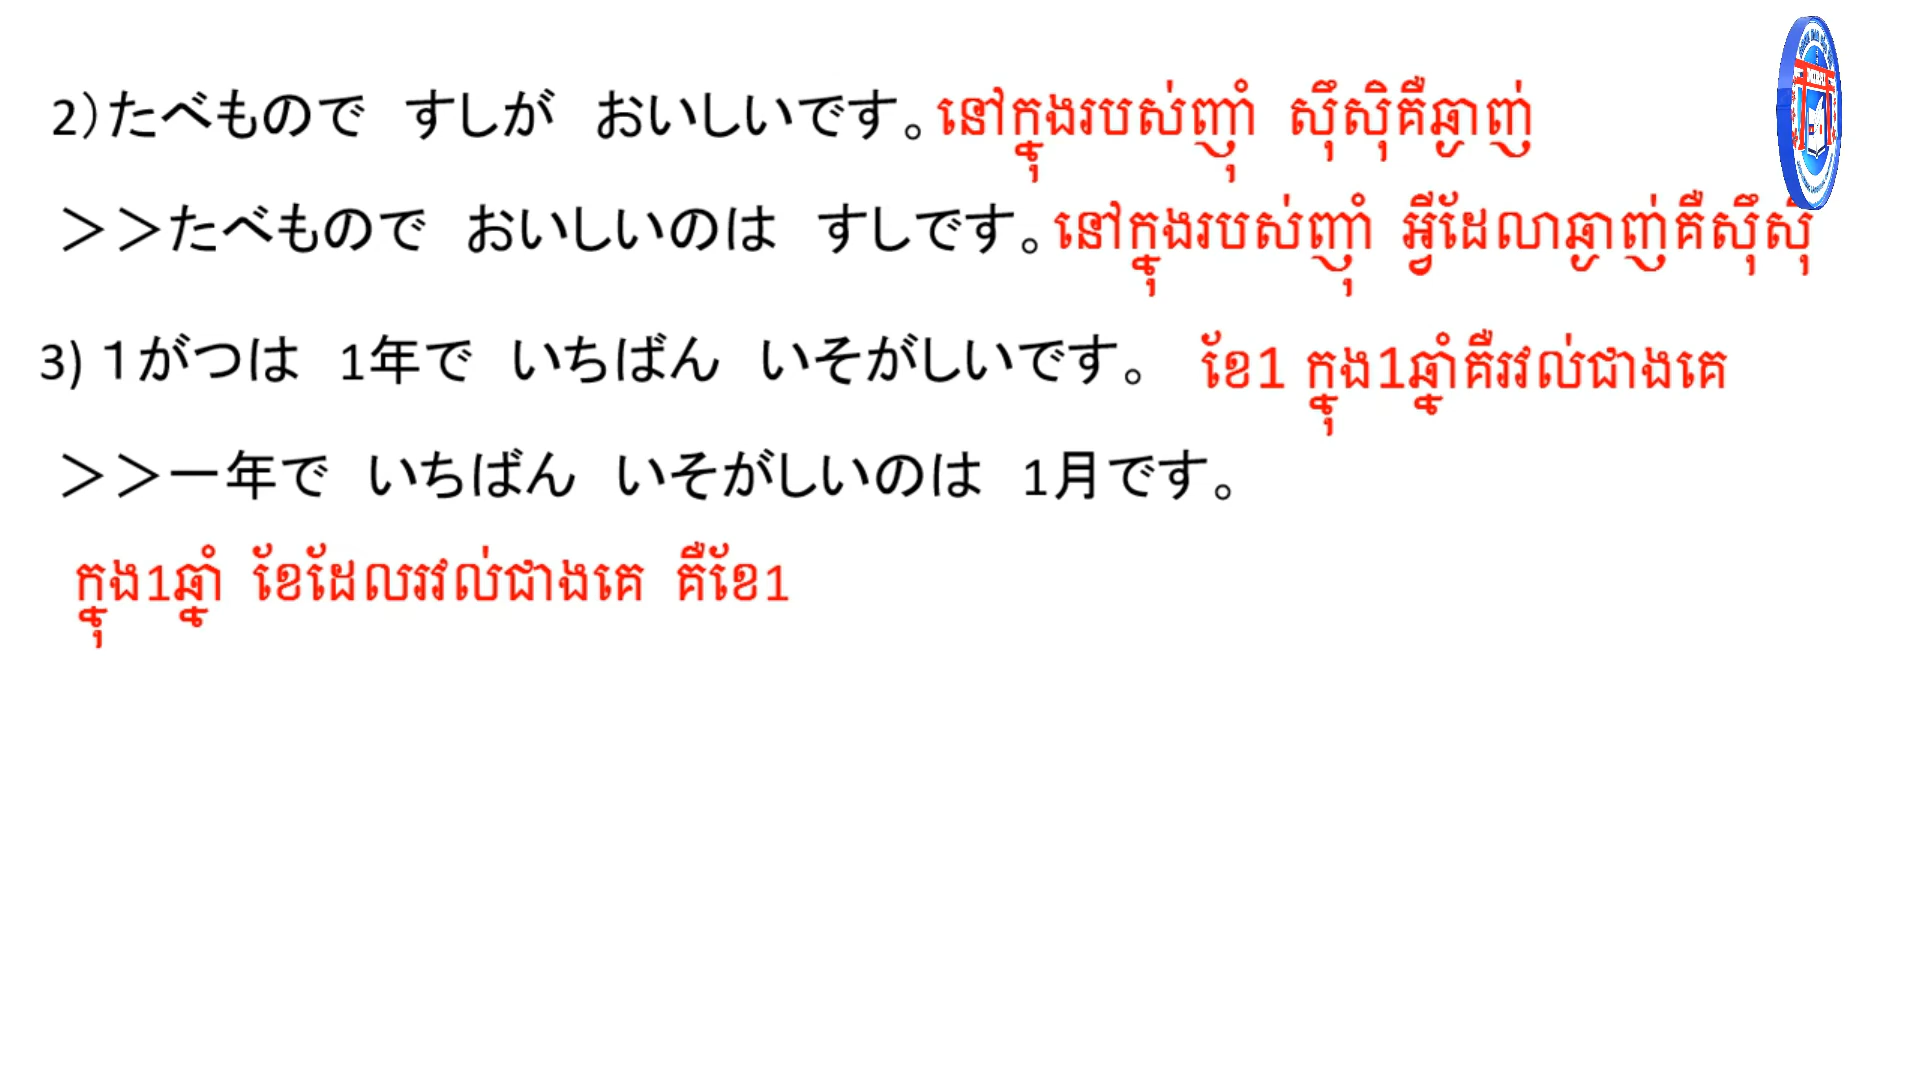 2）たべもので　すしが　おいしいです。នៅក្នុងរបស់ញ៉ាំ ស៊ឹស៊ិគឺឆ្ងាញ់
＞＞たべもので　おいしいのは　すしです。នៅក្នុងរបស់ញ៉ាំ អ្វីដែលាឆ្ងាញ់គឺស៊ឹស៊ិ
3) １がつは　1年で　いちばん　いそがしいです。 ខែ1 ក្នុង1ឆ្នាំគឺរវល់ជាងគេ
＞＞一年で　いちばん　いそがしいのは　1月です。
ក្នុង1ឆ្នាំ ខែដែលរវល់ជាងគេ គឺខែ1